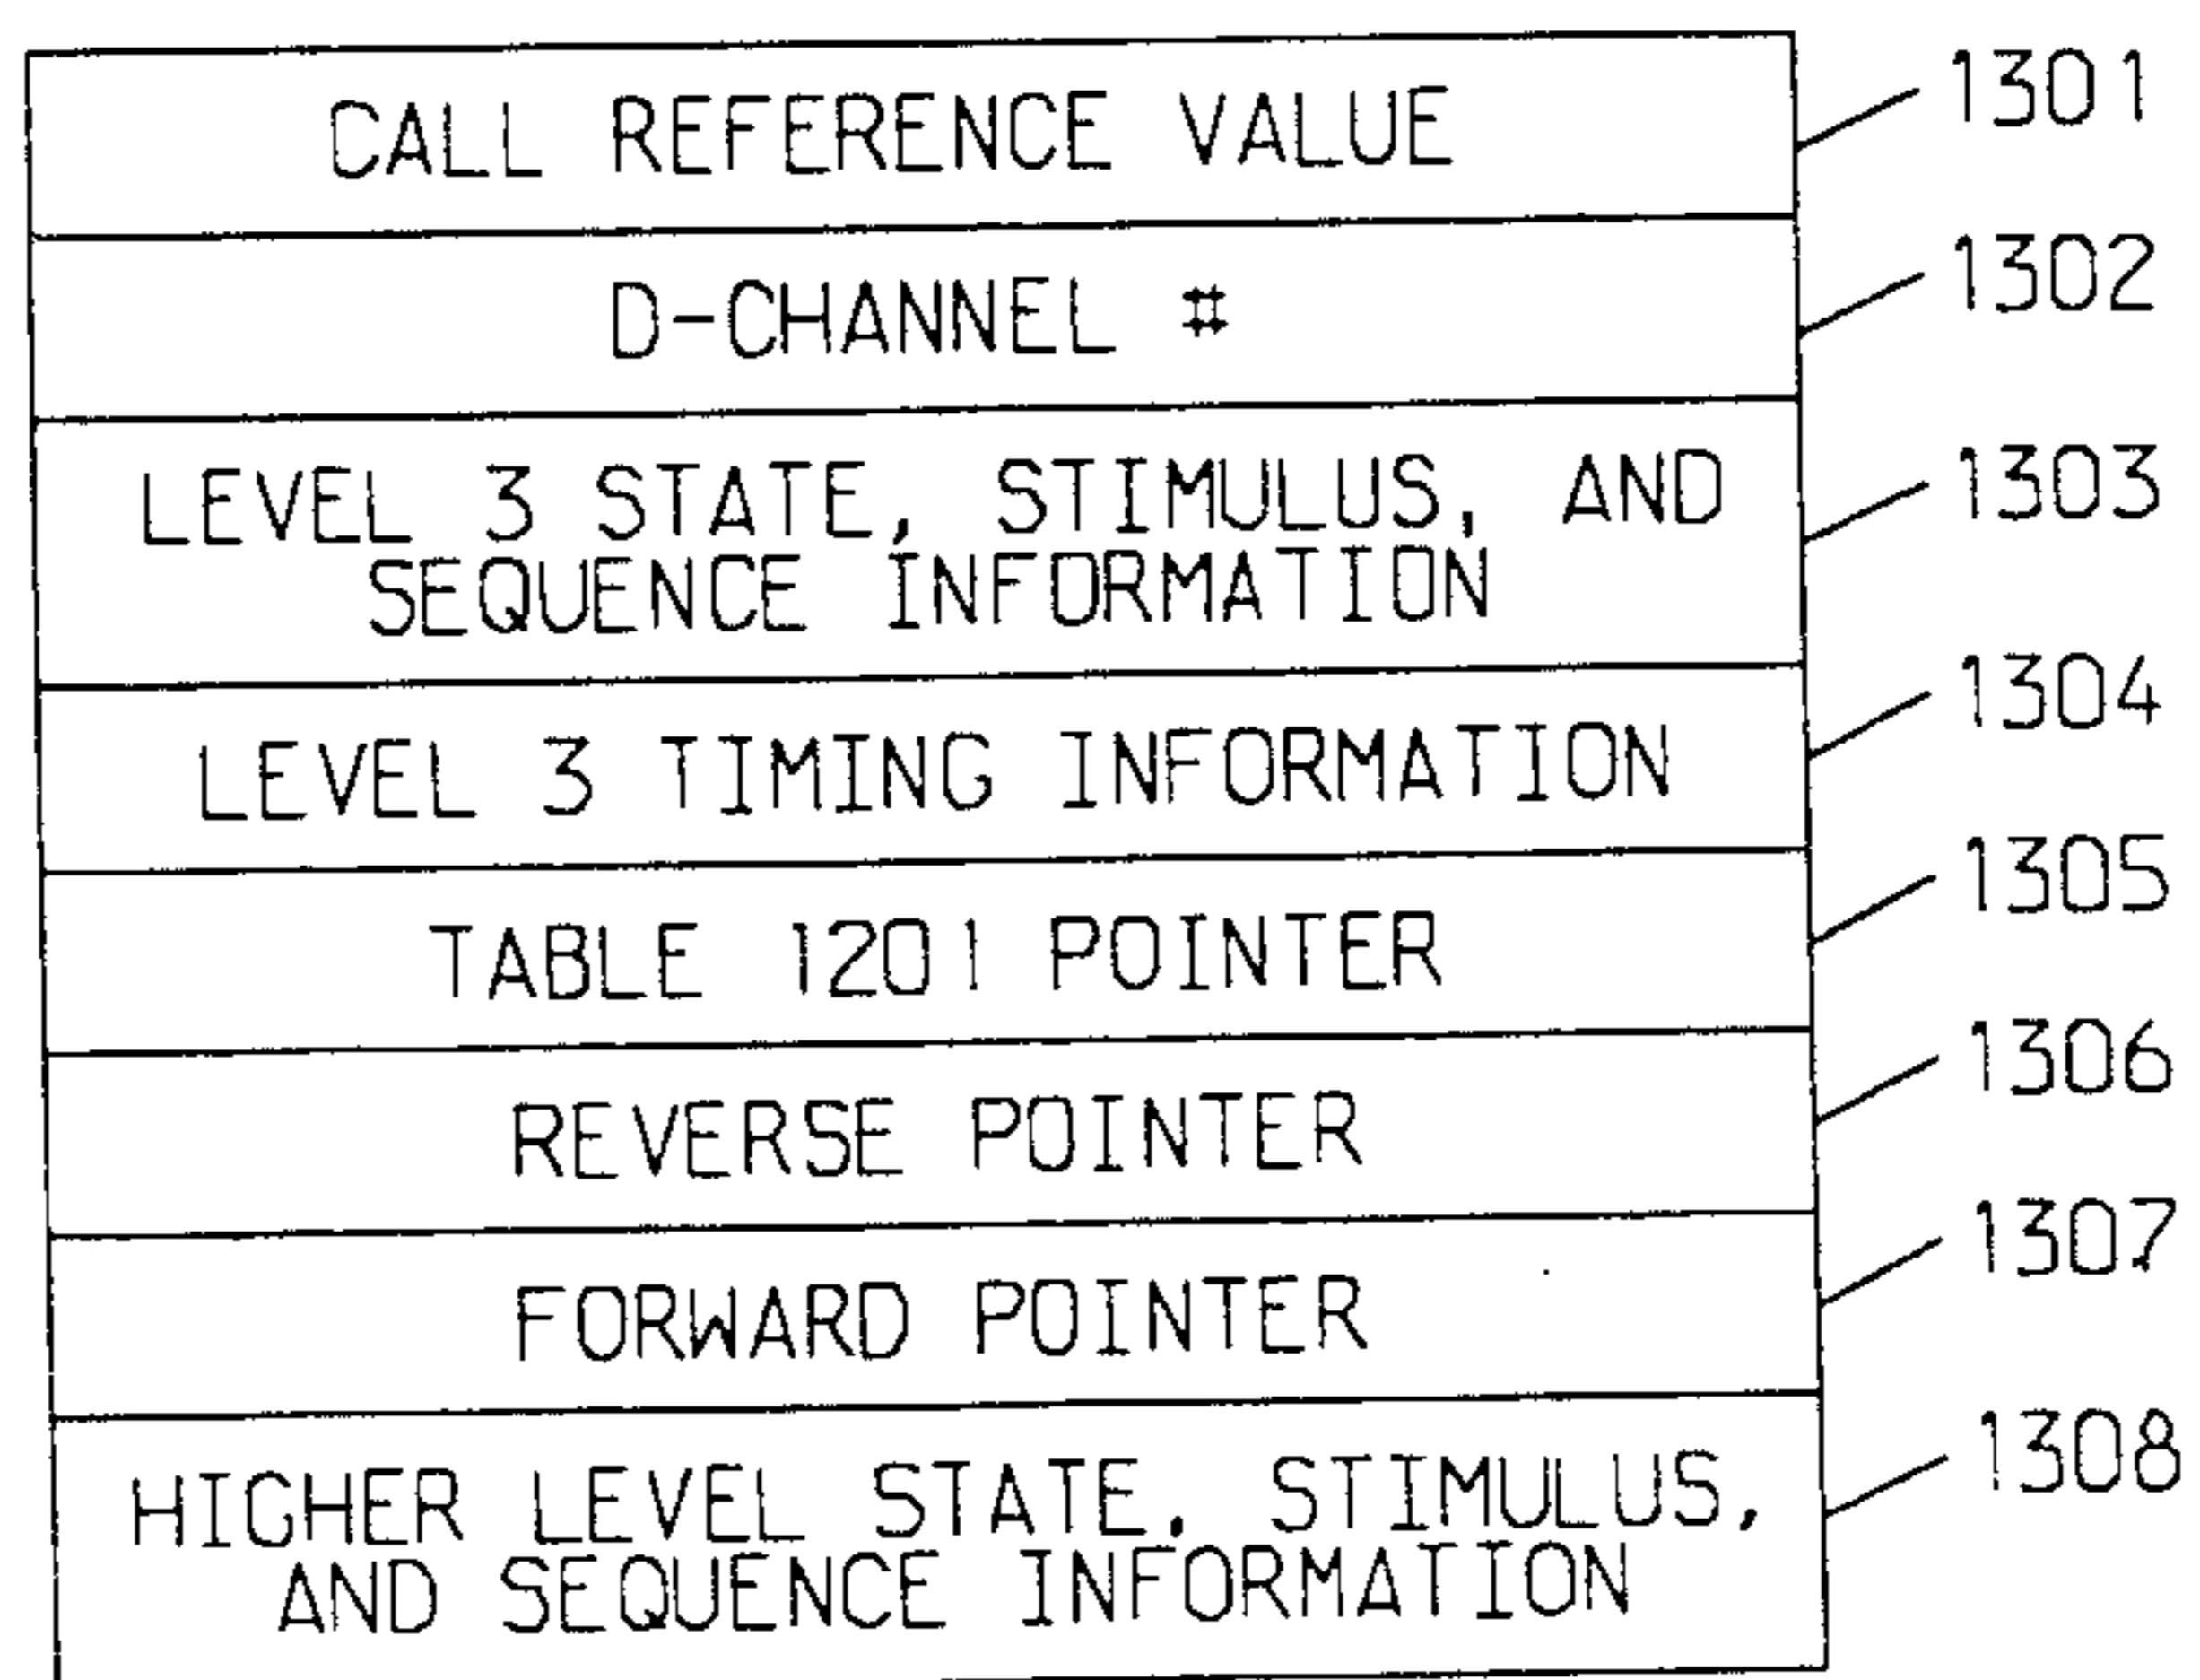 CALL REFERENCE VALUE 1301
D-CHANNEL # 1302
LEVEL 3 STATE, STIMULUS, AND 1303
SEQUENCE INFORMATION
LEVEL 3 TIMING INFORMATION 1304
TABLE 1201 POINTER 1305
REVERSE POINTER 1306
FORWARD POINTER 1307
HIGHER LEVEL STATE, STIMULUS, 1308
AND SEQUENCE INFORMATION